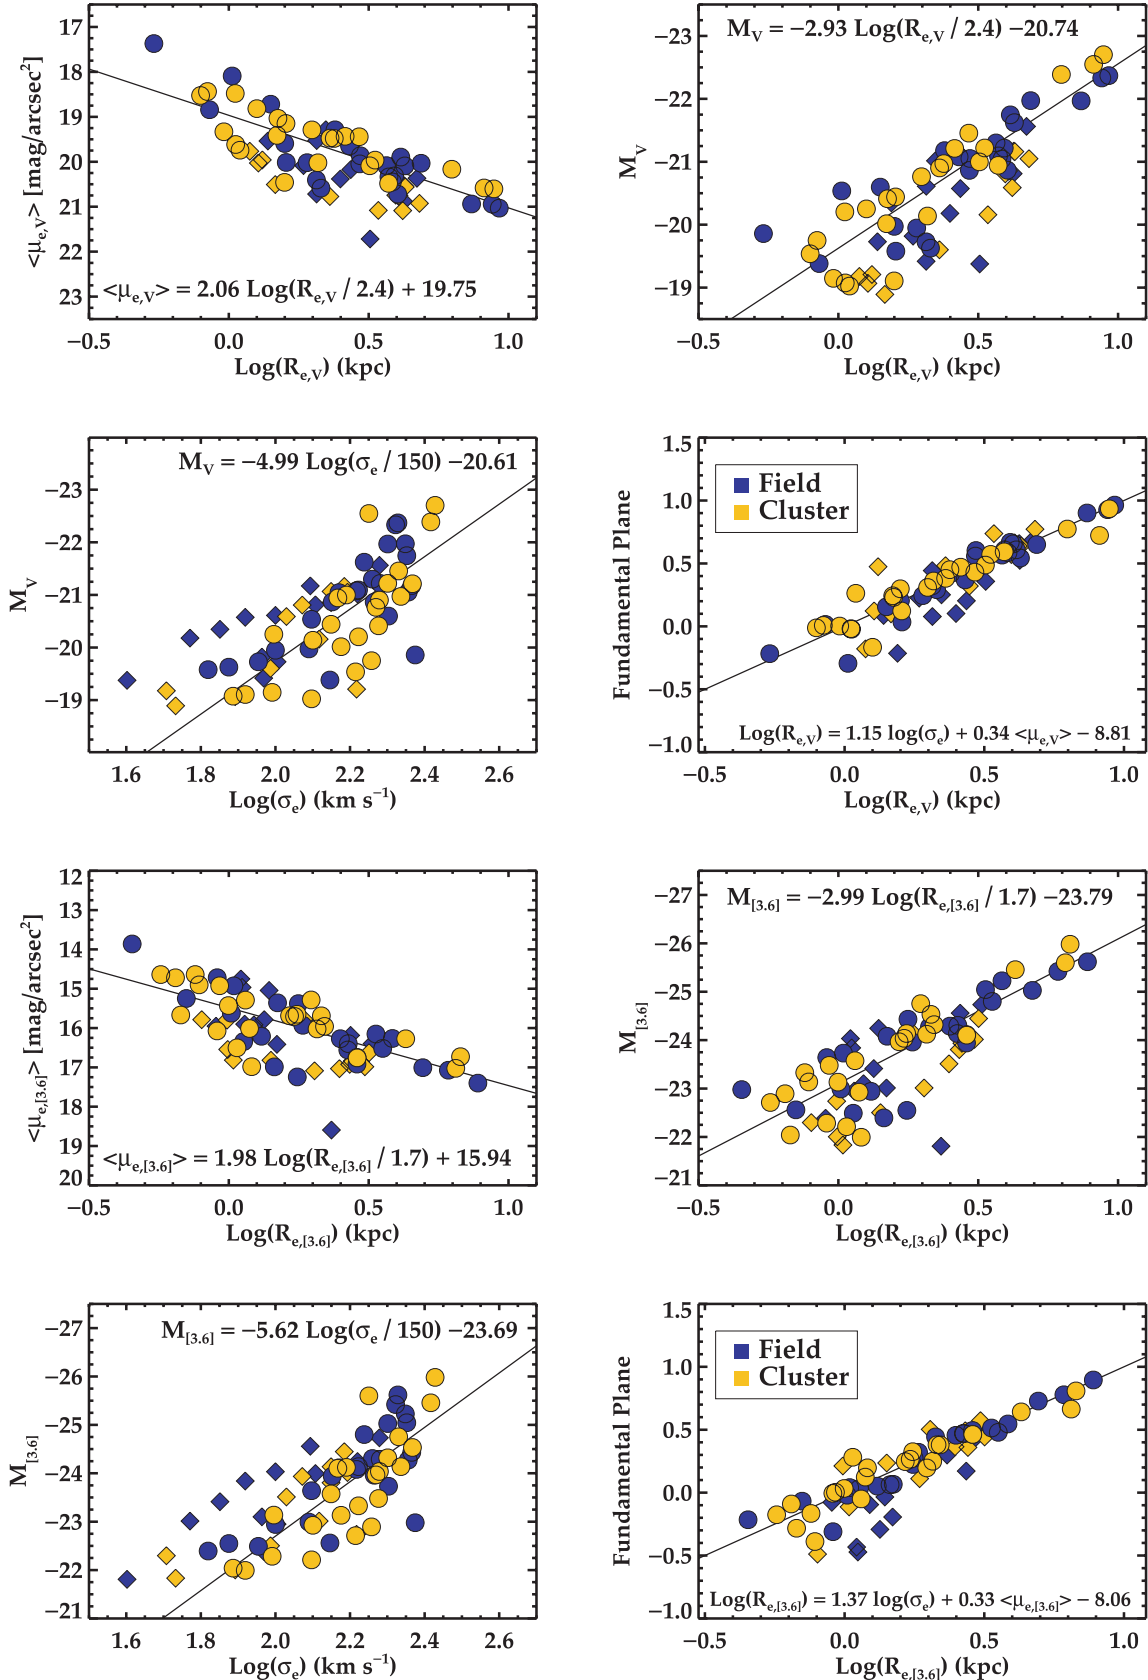 17
18
19
20
21
22
23
<μe,V> [mag/arcsec²]
<μe,V> = 2.06 Log(Re,V / 2.4) + 19.75
−0.5 0.0 0.5 1.0
Log(Re,V) (kpc)
−23
−22
−21
−20
−19
MV
MV = −2.93 Log(Re,V / 2.4) −20.74
−0.5 0.0 0.5 1.0
Log(Re,V) (kpc)
−23
−22
−21
−20
−19
MV
MV = −4.99 Log(σe / 150) −20.61
1.6 1.8 2.0 2.2 2.4 2.6
Log(σe) (km s⁻¹)
1.5
1.0
0.5
0.0
−0.5
−1.0
Fundamental Plane
Field
Cluster
Log(Re,V) = 1.15 log(σe) + 0.34 <μe,V> − 8.81
−0.5 0.0 0.5 1.0
Log(Re,V) (kpc)
12
13
14
15
16
17
18
19
20
<μe,[3.6]> [mag/arcsec²]
<μe,[3.6]> = 1.98 Log(Re,[3.6] / 1.7) + 15.94
−0.5 0.0 0.5 1.0
Log(Re,[3.6]) (kpc)
−27
−26
−25
−24
−23
−22
−21
M[3.6]
M[3.6] = −2.99 Log(Re,[3.6] / 1.7) −23.79
−0.5 0.0 0.5 1.0
Log(Re,[3.6]) (kpc)
−27
−26
−25
−24
−23
−22
−21
M[3.6]
M[3.6] = −5.62 Log(σe / 150) −23.69
1.6 1.8 2.0 2.2 2.4 2.6
Log(σe) (km s⁻¹)
1.5
1.0
0.5
0.0
−0.5
−1.0
Fundamental Plane
Field
Cluster
Log(Re,[3.6]) = 1.37 log(σe) + 0.33 <μe,[3.6]> − 8.06
−0.5 0.0 0.5 1.0
Log(Re,[3.6]) (kpc)